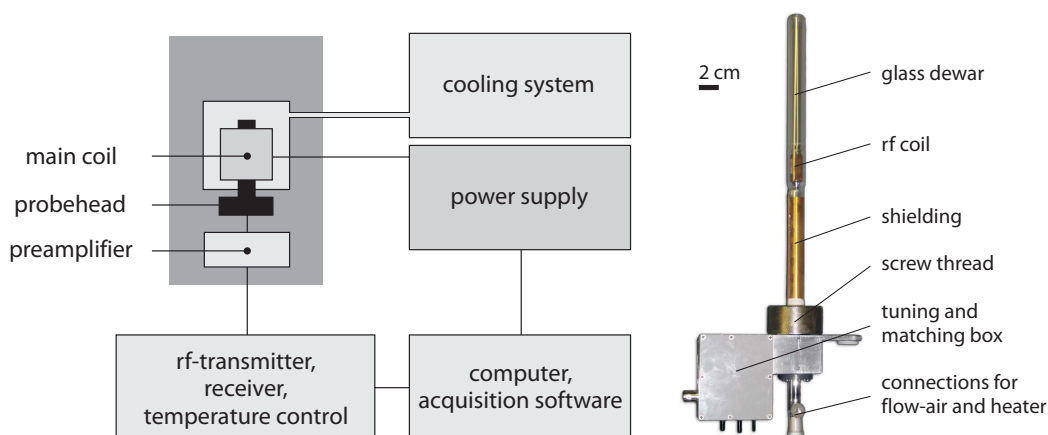 cooling system
main coil
power supply
probehead
preamplifier
rf-transmitter,
receiver,
temperature control
computer,
acquisition software
2 cm
glass dewar
rf coil
shielding
screw thread
tuning and
matching box
connections for
flow-air and heater